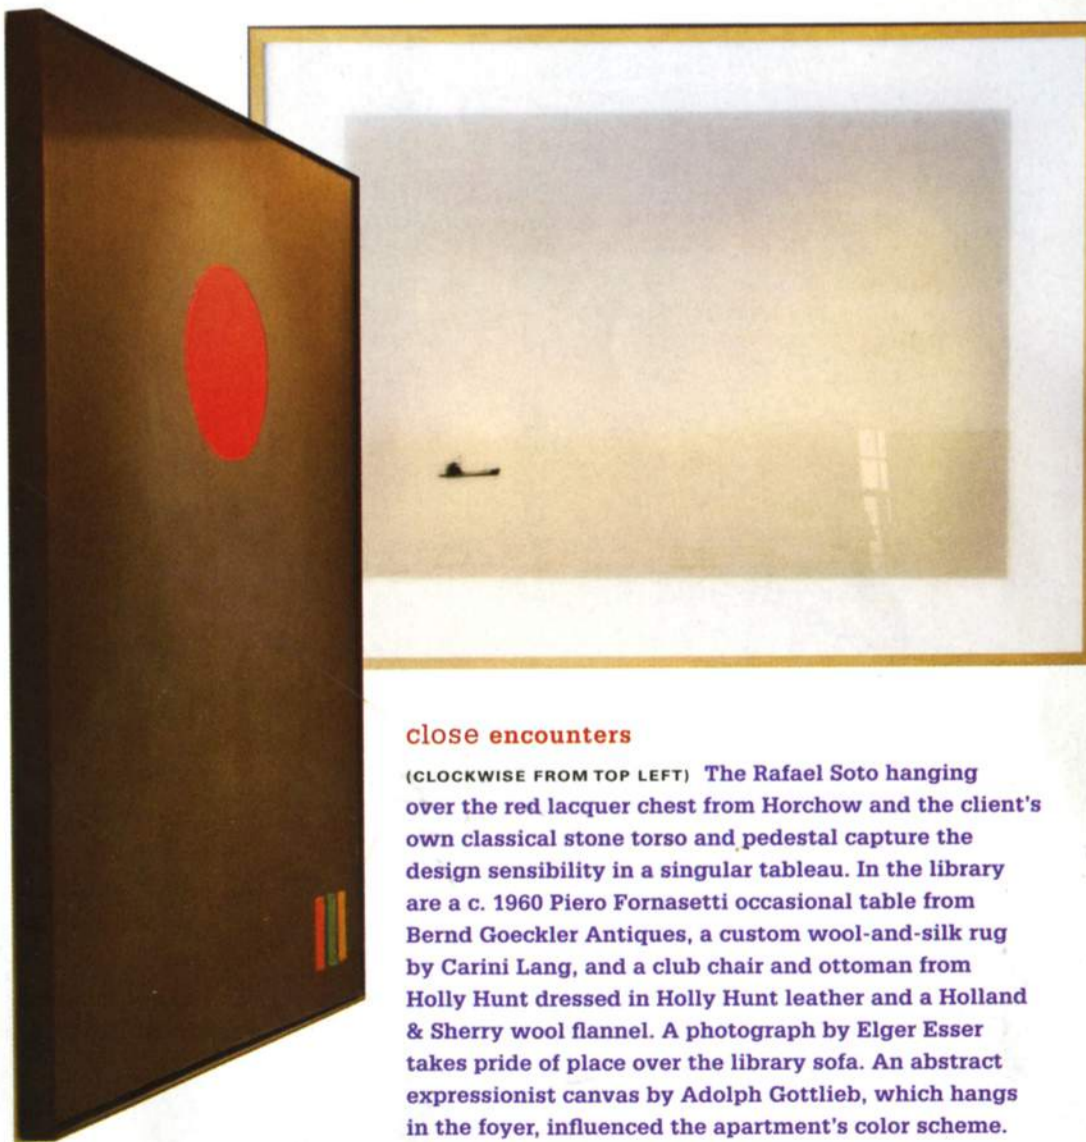 close encounters
(CLOCKWISE FROM TOP LEFT) The Rafael Soto hanging
over the red lacquer chest from Horchow and the client's
own classical stone torso and pedestal capture the
design sensibility in a singular tableau. In the library
are a c. 1960 Piero Fornasetti occasional table from
Bernd Goeckler Antiques, a custom wool-and-silk rug
by Carini Lang, and a club chair and ottoman from
Holly Hunt dressed in Holly Hunt leather and a Holland
& Sherry wool flannel. A photograph by Elger Esser
takes pride of place over the library sofa. An abstract
expressionist canvas by Adolph Gottlieb, which hangs
in the foyer, influenced the apartment's color scheme.